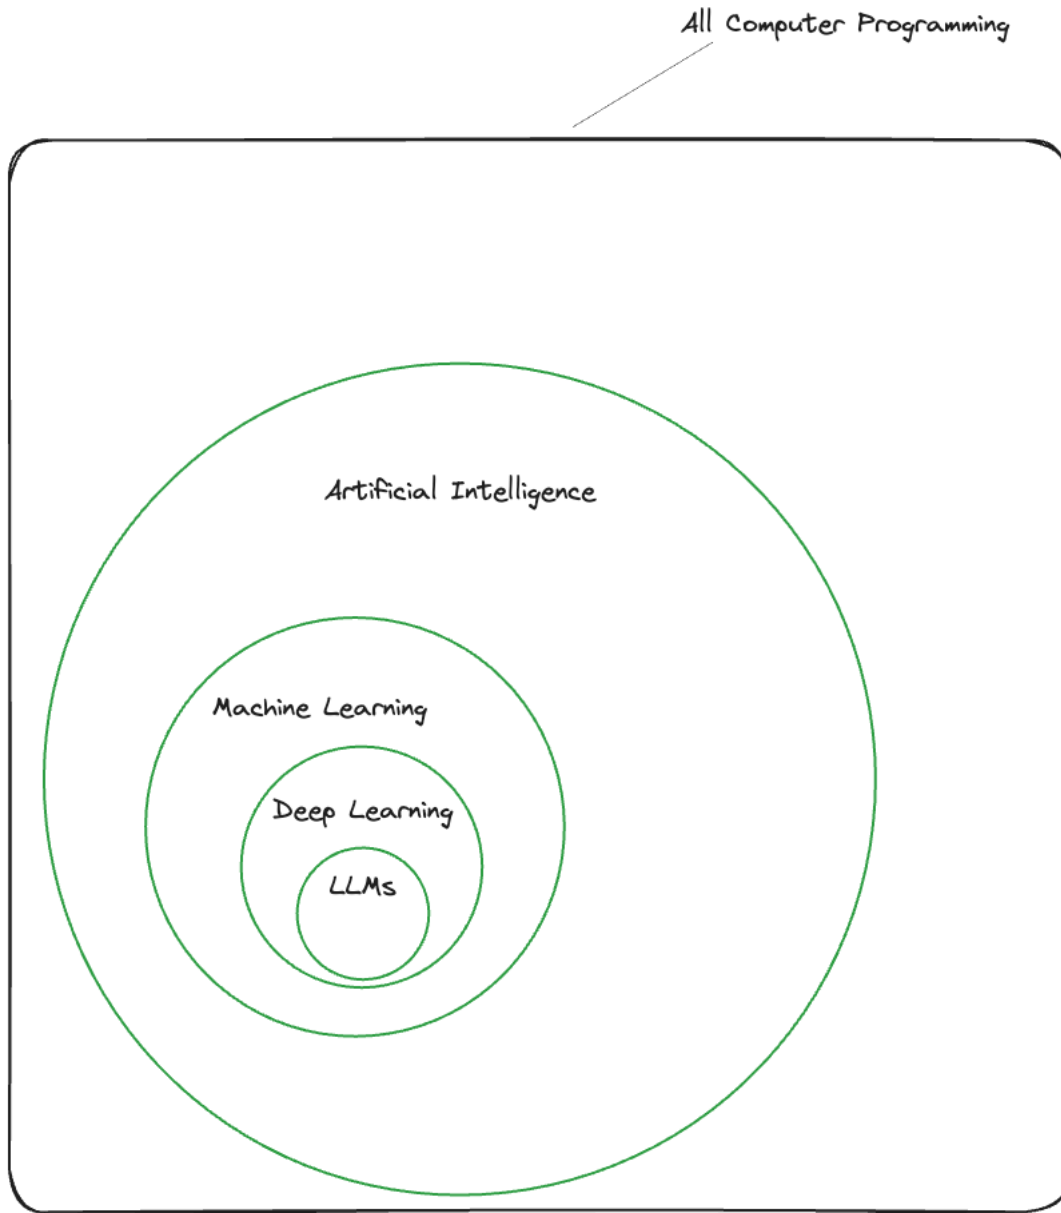 All Computer Programming
Artificial Intelligence
Machine Learning
Deep Learning
LLMs